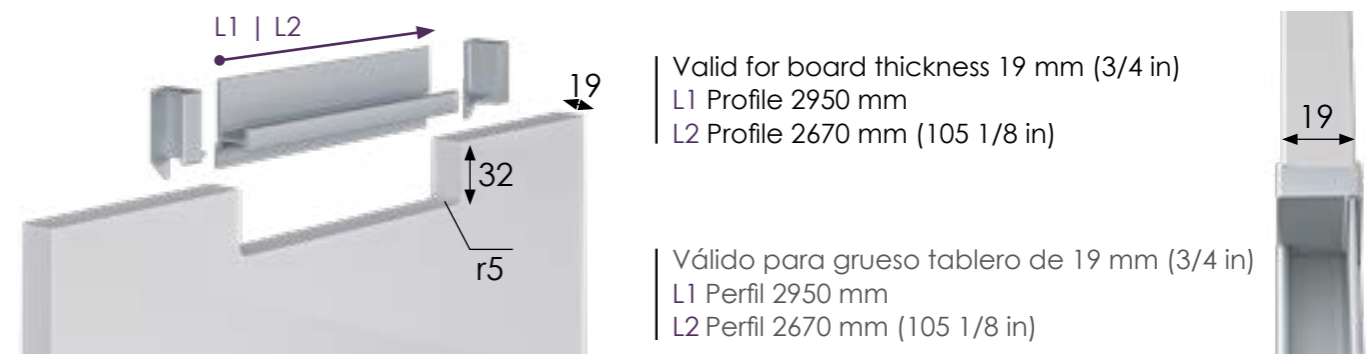 L1 | L2
19
32
r5
Valid for board thickness 19 mm (3/4 in)
L1 Profile 2950 mm
L2 Profile 2670 mm (105 1/8 in)
Válido para grueso tablero de 19 mm (3/4 in)
L1 Perfil 2950 mm
L2 Perfil 2670 mm (105 1/8 in)
19